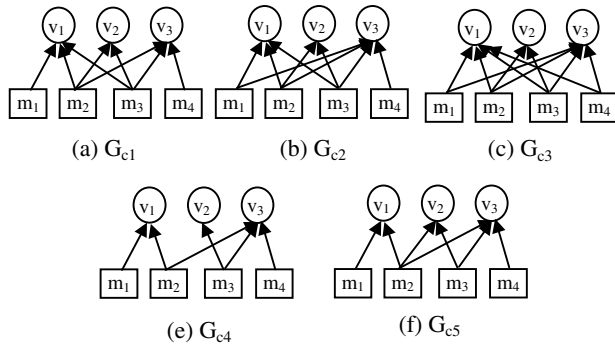 v1 v2 v3 v1 v2 v3 v1 v2 v3
m1 m2 m3 m4 m1 m2 m3 m4 m1 m2 m3 m4
(a) Gc1 (b) Gc2 (c) Gc3
v1 v2 v3 v1 v2 v3
m1 m2 m3 m4 m1 m2 m3 m4
(e) Gc4 (f) Gc5